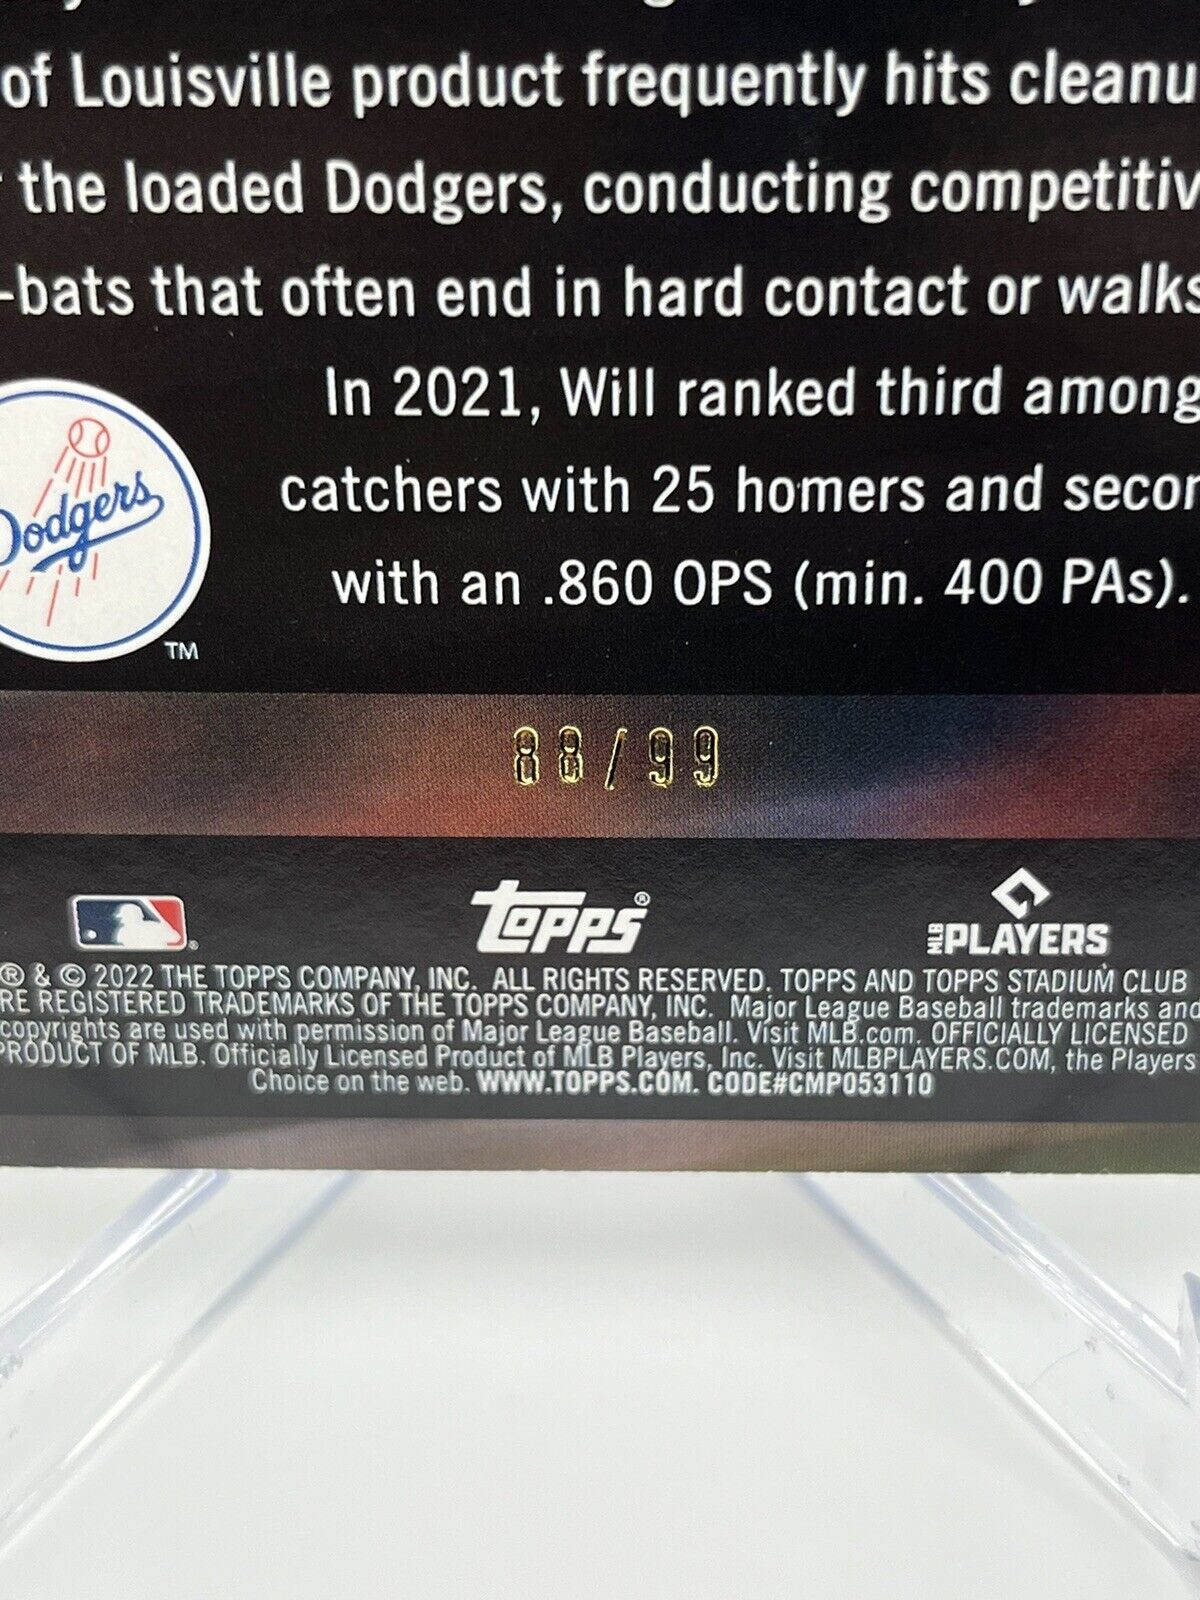 of Louisville product frequently hits cleanu
the loaded Dodgers, conducting competitiv
-bats that often end in hard contact or walks
In 2021, Will ranked third among
catchers with 25 homers and secon
with an .860 OPS (min. 400 PAs).
Dodgers
TM
88/99
topps®
MLB PLAYERS
® & © 2022 THE TOPPS COMPANY, INC. ALL RIGHTS RESERVED. TOPPS AND TOPPS STADIUM CLUB
RE REGISTERED TRADEMARKS OF THE TOPPS COMPANY, INC. Major League Baseball trademarks and
copyrights are used with permission of Major League Baseball. Visit MLB.com. OFFICIALLY LICENSED
PRODUCT OF MLB. Officially Licensed Product of MLB Players, Inc. Visit MLBPLAYERS.COM, the Players
Choice on the web. WWW.TOPPS.COM. CODE#CMP053110